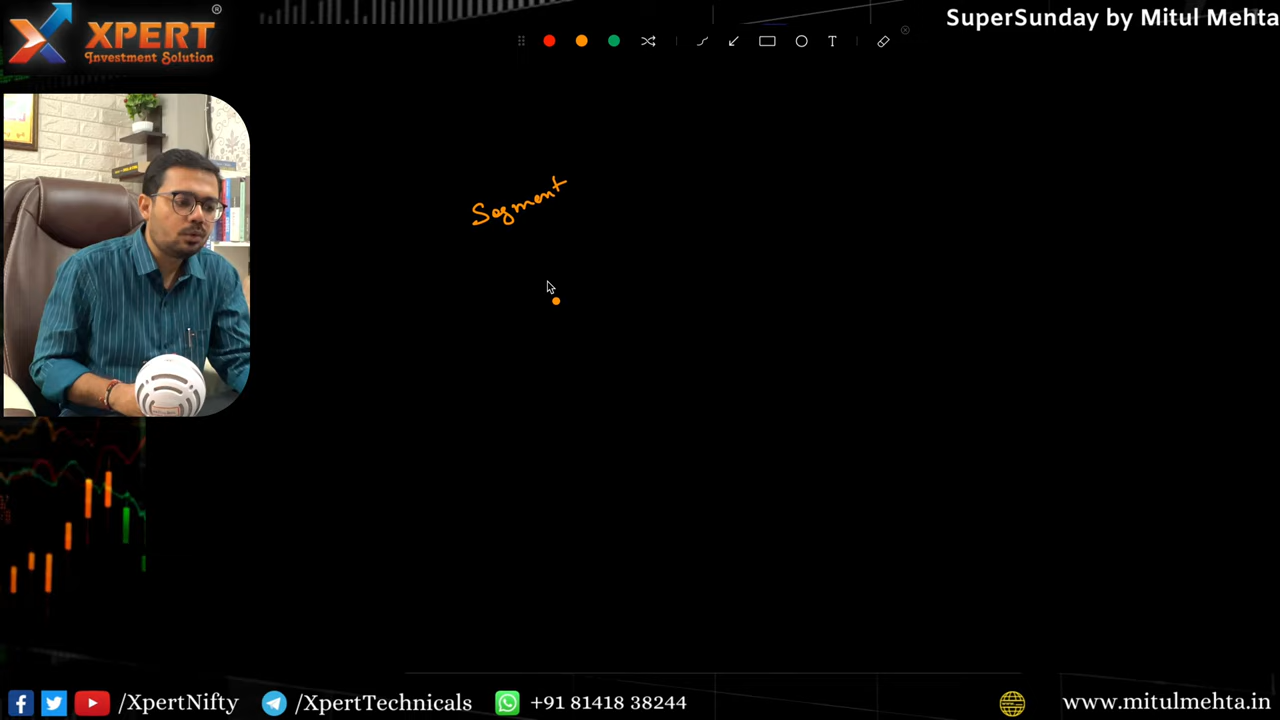 XPERT
Investment Solution
®
SuperSunday by Mitul Mehta
T
Segment
/XpertNifty
/XpertTechnicals
+91 81418 38244
www.mitulmehta.in